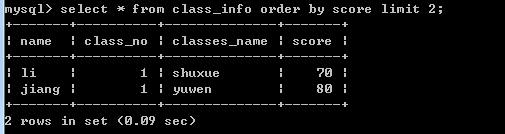 mysql> select * from class_info order by score limit 2;
+-------+----------+--------------+-------+
| name  | class_no | classes_name | score |
+-------+----------+--------------+-------+
| li    |        1 | shuxue       |    70 |
| jiang |        1 | yuwen        |    80 |
+-------+----------+--------------+-------+
2 rows in set (0.09 sec)